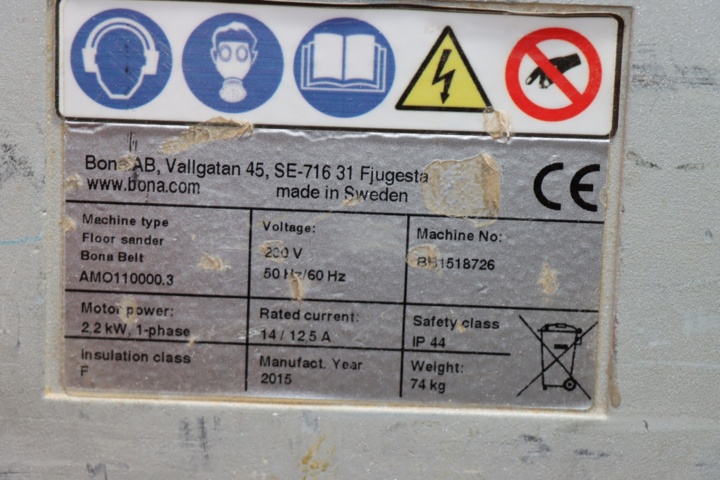 Bona AB, Vallgatan 45, SE-716 31 Fjugesta
www.bona.com made in Sweden
CE
Machine type
Floor sander
Bona Belt
AMO110000.3
Voltage:
230 V
50 Hz/60 Hz
Machine No:
BB1518726
Motor power:
2,2 kW, 1-phase
Rated current:
14 / 12,5 A
Safety class
IP 44
Insulation class
F
Manufact. Year
2015
Weight:
74 kg